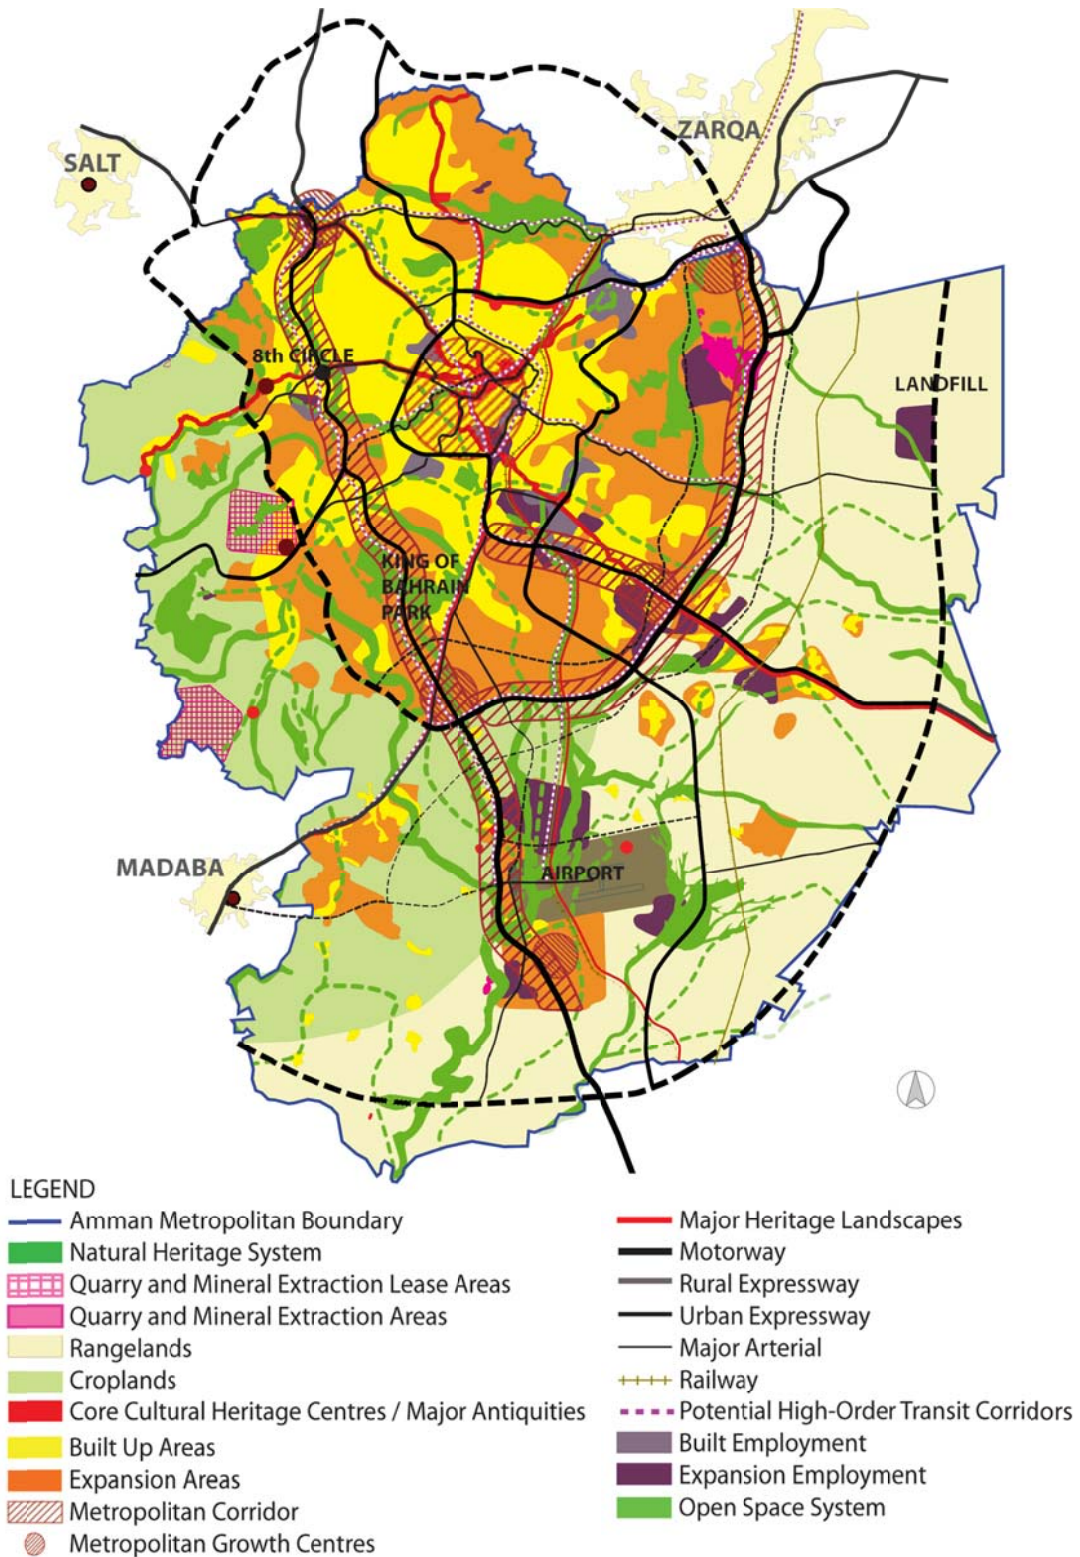 ZARQA
SALT
8th CIRCLE
LANDFILL
KING OF
BAHRAIN
PARK
MADABA
AIRPORT
LEGEND
Amman Metropolitan Boundary
Natural Heritage System
Quarry and Mineral Extraction Lease Areas
Quarry and Mineral Extraction Areas
Rangelands
Croplands
Core Cultural Heritage Centres / Major Antiquities
Built Up Areas
Expansion Areas
Metropolitan Corridor
Metropolitan Growth Centres
Major Heritage Landscapes
Motorway
Rural Expressway
Urban Expressway
Major Arterial
Railway
Potential High-Order Transit Corridors
Built Employment
Expansion Employment
Open Space System